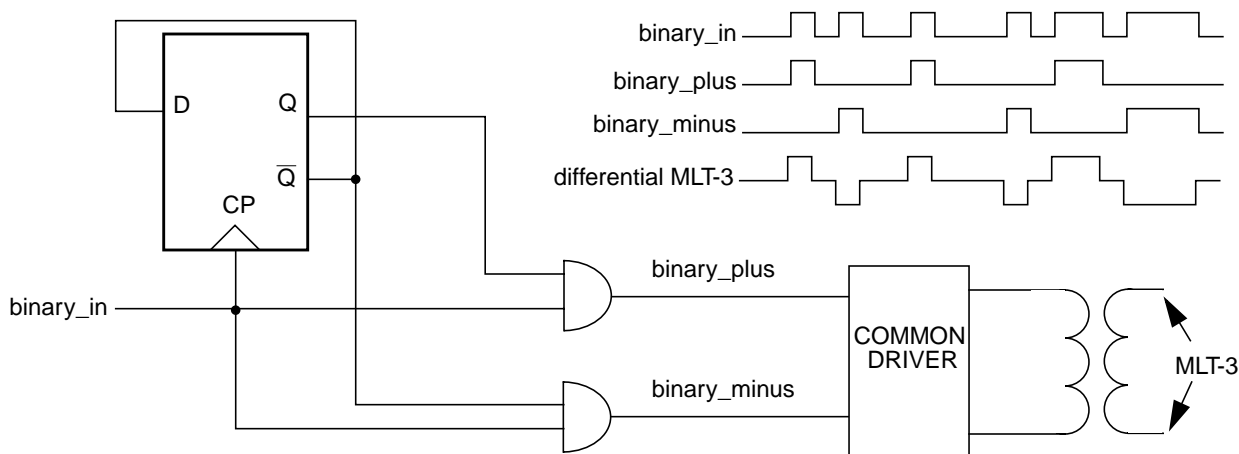 binary_in
binary_plus
binary_minus
differential MLT-3
D
Q
Q̅
CP
binary_in
binary_plus
binary_minus
COMMON
DRIVER
MLT-3